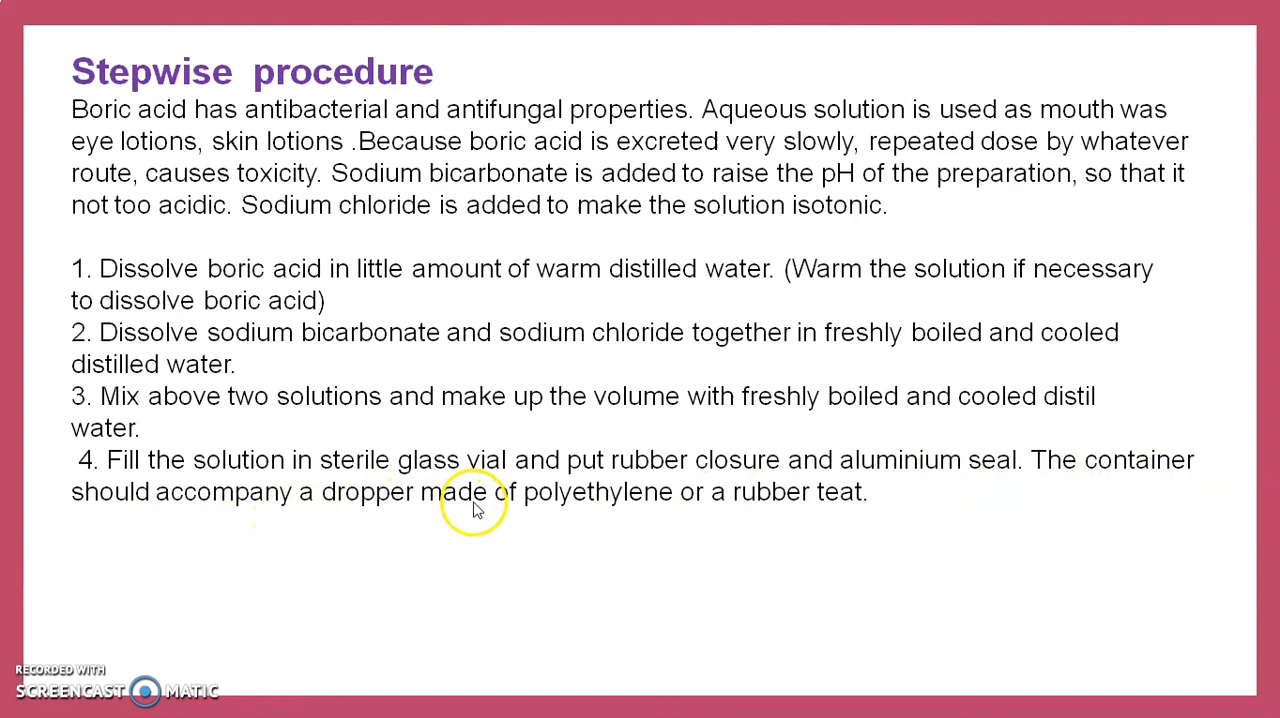 Stepwise procedure
Boric acid has antibacterial and antifungal properties. Aqueous solution is used as mouth was
eye lotions, skin lotions .Because boric acid is excreted very slowly, repeated dose by whatever
route, causes toxicity. Sodium bicarbonate is added to raise the pH of the preparation, so that it
not too acidic. Sodium chloride is added to make the solution isotonic.
1. Dissolve boric acid in little amount of warm distilled water. (Warm the solution if necessary
to dissolve boric acid)
2. Dissolve sodium bicarbonate and sodium chloride together in freshly boiled and cooled
distilled water.
3. Mix above two solutions and make up the volume with freshly boiled and cooled distil
water.
4. Fill the solution in sterile glass vial and put rubber closure and aluminium seal. The container
should accompany a dropper made of polyethylene or a rubber teat.
RECORDED WITH
SCREENCAST MATIC